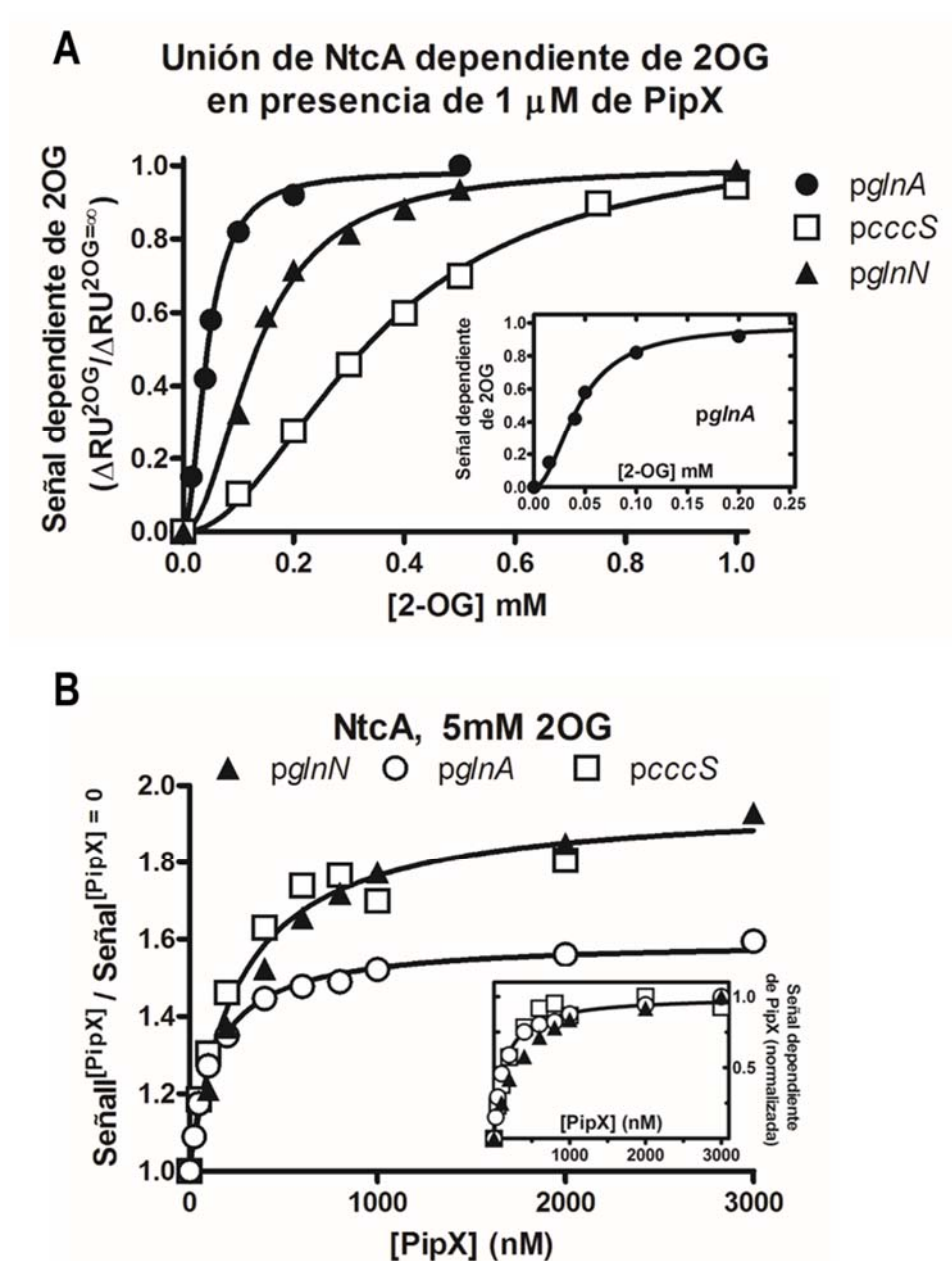 A
Unión de NtcA dependiente de 2OG
en presencia de 1 μM de PipX
Señal dependiente de 2OG
(ΔRU^2OG/ΔRU^2OG=∞)
1.0
0.8
0.6
0.4
0.2
0.0
0.0 0.2 0.4 0.6 0.8 1.0
[2-OG] mM
pglnA
pcccS
pglnN
Señal dependiente
de 2OG
1.0
0.8
0.6
0.4
0.2
0.0
pglnA
[2-OG] mM
0.00 0.05 0.10 0.15 0.20 0.25
B
NtcA, 5mM 2OG
pglnN pglnA pcccS
Señall^[PipX] / Señal^[PipX] = 0
2.0
1.8
1.6
1.4
1.2
1.0
0 1000 2000 3000
[PipX] (nM)
Señal dependiente
de PipX (normalizada)
1.0
0.5
[PipX] (nM)
1000 2000 3000